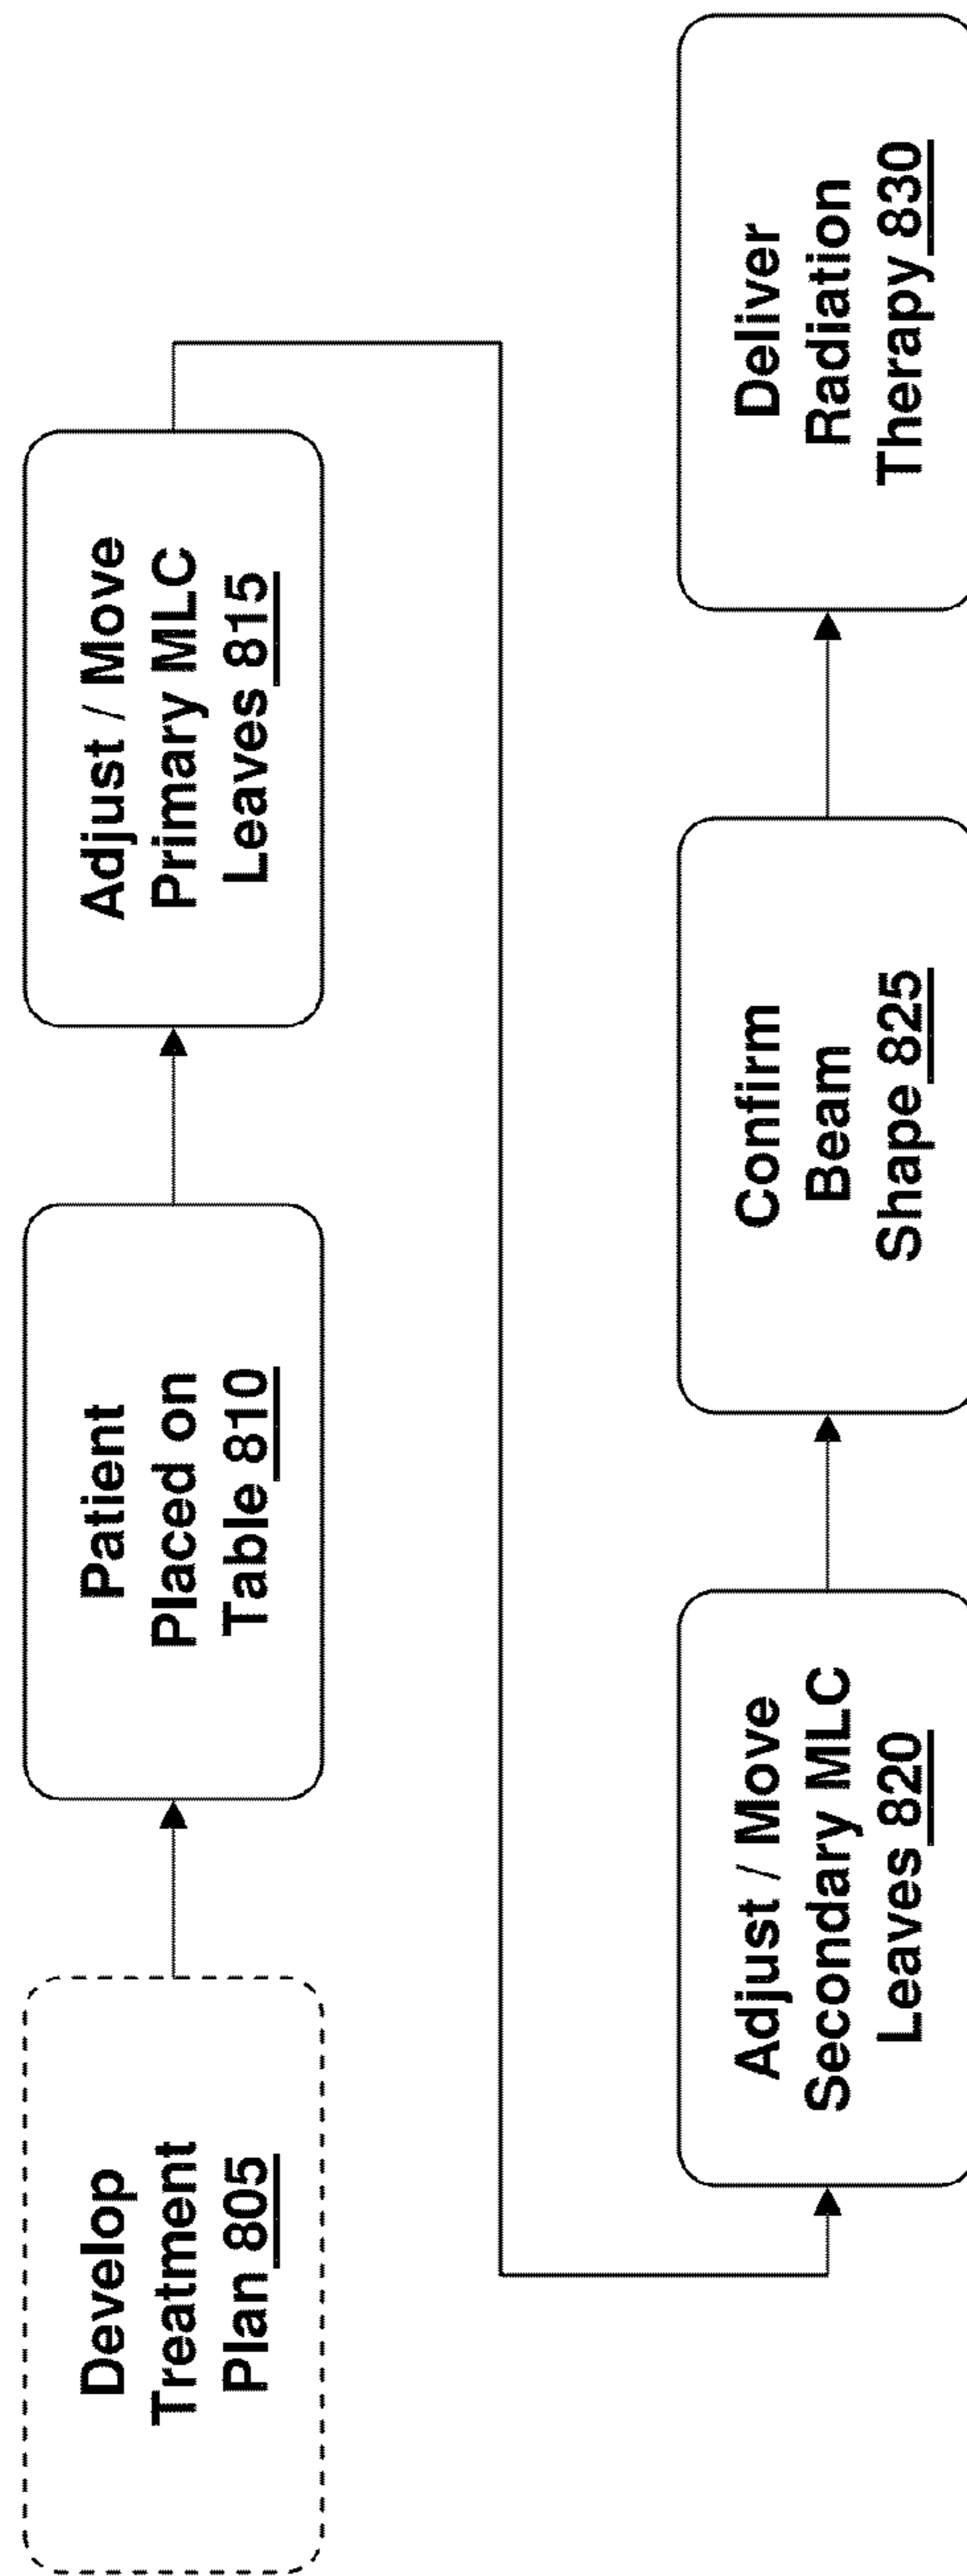 Develop
Treatment
Plan 805
Patient
Placed on
Table 810
Adjust / Move
Primary MLC
Leaves 815
Adjust / Move
Secondary MLC
Leaves 820
Confirm
Beam
Shape 825
Deliver
Radiation
Therapy 830